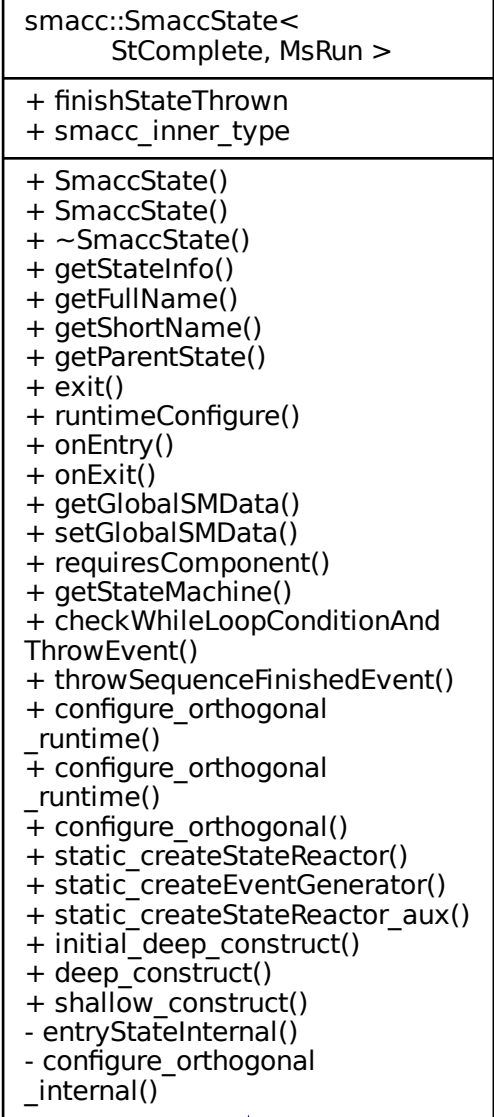 smacc::SmaccState<
StComplete, MsRun >
+ finishStateThrown
+ smacc_inner_type
+ SmaccState()
+ SmaccState()
+ ~SmaccState()
+ getStateInfo()
+ getFullName()
+ getShortName()
+ getParentState()
+ exit()
+ runtimeConfigure()
+ onEntry()
+ onExit()
+ getGlobalSMData()
+ setGlobalSMData()
+ requiresComponent()
+ getStateMachine()
+ checkWhileLoopConditionAnd
ThrowEvent()
+ throwSequenceFinishedEvent()
+ configure_orthogonal
_runtime()
+ configure_orthogonal
_runtime()
+ configure_orthogonal()
+ static_createStateReactor()
+ static_createEventGenerator()
+ static_createStateReactor_aux()
+ initial_deep_construct()
+ deep_construct()
+ shallow_construct()
- entryStateInternal()
- configure_orthogonal
_internal()